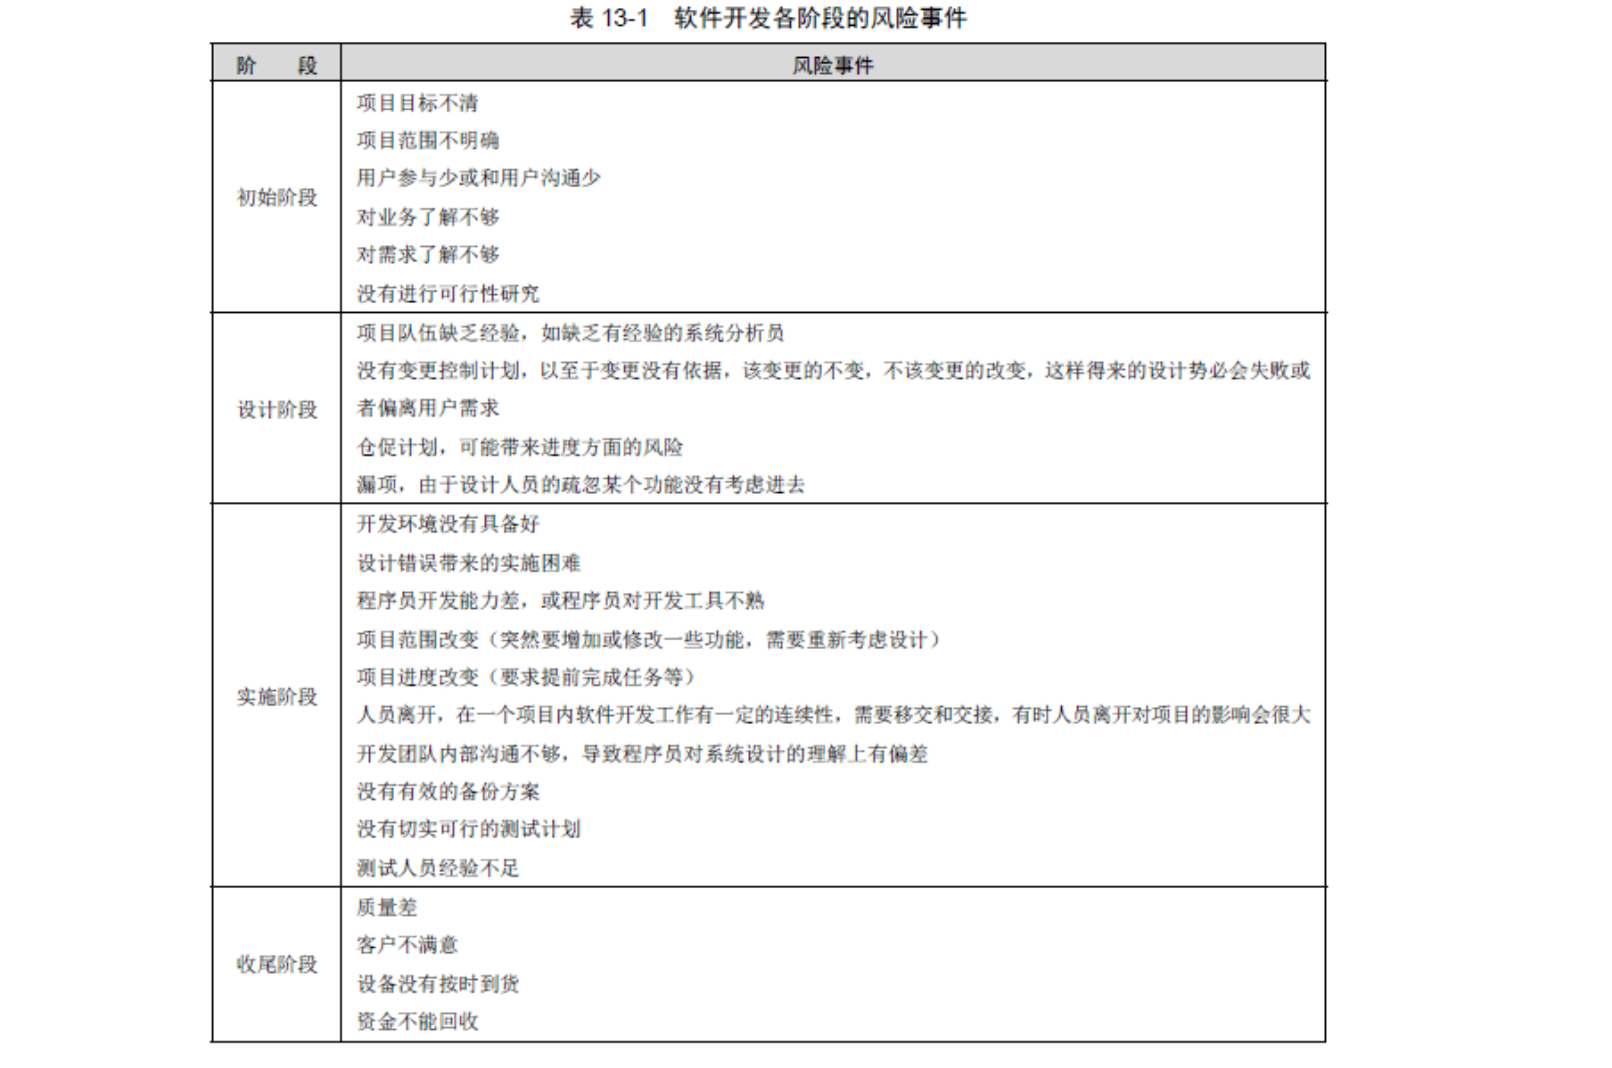 表 13-1 软件开发各阶段的风险事件
阶 段 风险事件
初始阶段
项目目标不清
项目范围不明确
用户参与少或和用户沟通少
对业务了解不够
对需求了解不够
没有进行可行性研究
设计阶段
项目队伍缺乏经验，如缺乏有经验的系统分析员
没有变更控制计划，以至于变更没有依据，该变更的不变，不该变更的改变，这样得来的设计势必会失败或
者偏离用户需求
仓促计划，可能带来进度方面的风险
漏项，由于设计人员的疏忽某个功能没有考虑进去
实施阶段
开发环境没有具备好
设计错误带来的实施困难
程序员开发能力差，或程序员对开发工具不熟
项目范围改变（突然要增加或修改一些功能，需要重新考虑设计）
项目进度改变（要求提前完成任务等）
人员离开，在一个项目内软件开发工作有一定的连续性，需要移交和交接，有时人员离开对项目的影响会很大
开发团队内部沟通不够，导致程序员对系统设计的理解上有偏差
没有有效的备份方案
没有切实可行的测试计划
测试人员经验不足
收尾阶段
质量差
客户不满意
设备没有按时到货
资金不能回收